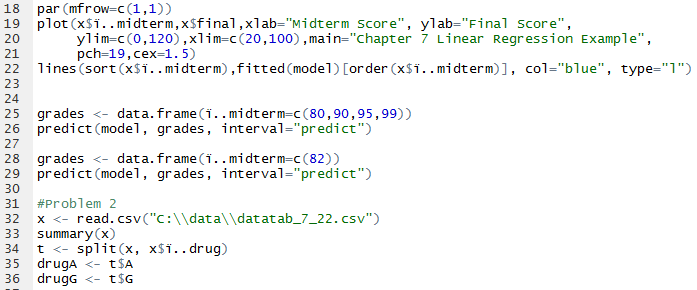 18 par(mfrow=c(1,1))
19 plot(x$ï..midterm,x$final,xlab="Midterm Score", ylab="Final Score",
20      ylim=c(0,120),xlim=c(20,100),main="Chapter 7 Linear Regression Example",
21      pch=19,cex=1.5)
22 lines(sort(x$ï..midterm),fitted(model)[order(x$ï..midterm)], col="blue", type="l")
23
24
25 grades <- data.frame(ï..midterm=c(80,90,95,99))
26 predict(model, grades, interval="predict")
27
28 grades <- data.frame(ï..midterm=c(82))
29 predict(model, grades, interval="predict")
30
31 #Problem 2
32 x <- read.csv("C:\\data\\datatab_7_22.csv")
33 summary(x)
34 t <- split(x, x$ï..drug)
35 drugA <- t$A
36 drugG <- t$G